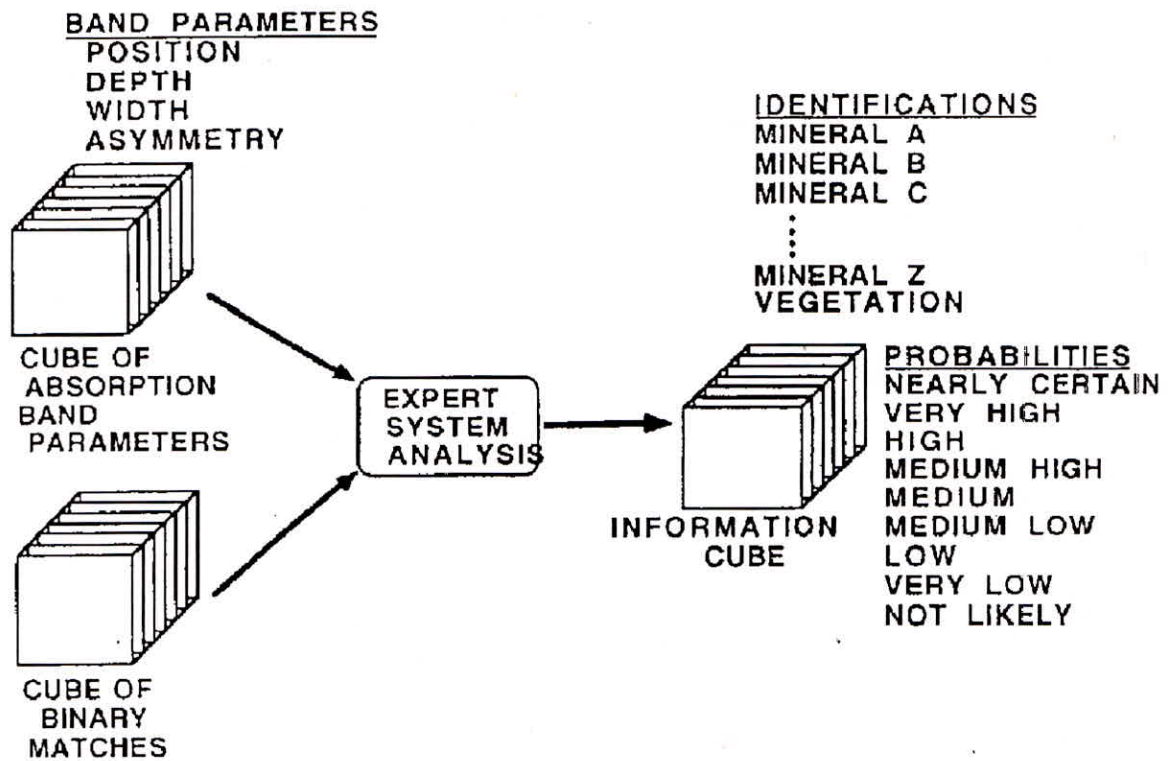 BAND PARAMETERS
POSITION
DEPTH
WIDTH
ASYMMETRY
CUBE OF
ABSORPTION
BAND
PARAMETERS
CUBE OF
BINARY
MATCHES
EXPERT
SYSTEM
ANALYSIS
IDENTIFICATIONS
MINERAL A
MINERAL B
MINERAL C
MINERAL Z
VEGETATION
INFORMATION
CUBE
PROBABILITIES
NEARLY CERTAIN
VERY HIGH
HIGH
MEDIUM HIGH
MEDIUM
MEDIUM LOW
LOW
VERY LOW
NOT LIKELY